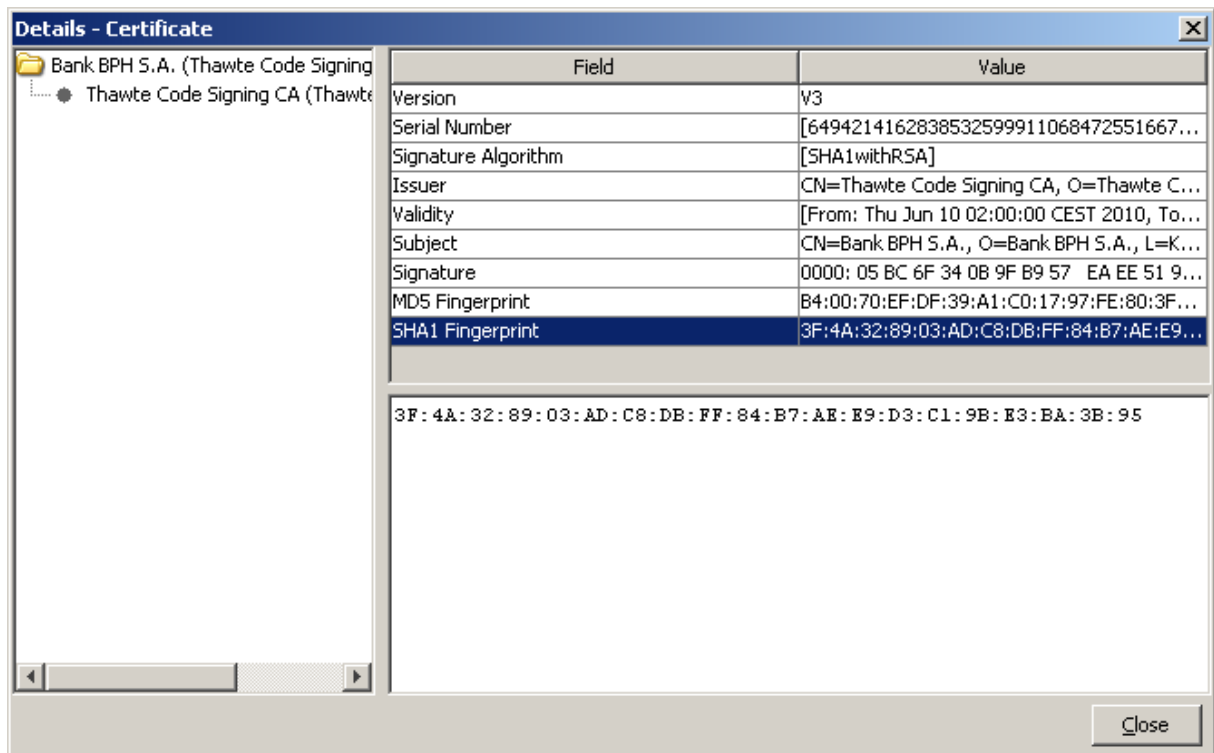 Details - Certificate
Bank BPH S.A. (Thawte Code Signing
Thawte Code Signing CA (Thawte
Field Value
Version V3
Serial Number [64942141628385325999110684725516 67...
Signature Algorithm [SHA1withRSA]
Issuer CN=Thawte Code Signing CA, O=Thawte C...
Validity [From: Thu Jun 10 02:00:00 CEST 2010, To...
Subject CN=Bank BPH S.A., O=Bank BPH S.A., L=K...
Signature 0000: 05 BC 6F 34 0B 9F B9 57 EA EE 51 9...
MD5 Fingerprint B4:00:70:EF:DF:39:A1:C0:17:97:FE:80:3F...
SHA1 Fingerprint 3F:4A:32:89:03:AD:C8:DB:FF:84:B7:AE:E9...
3F:4A:32:89:03:AD:C8:DB:FF:84:B7:AE:E9:D3:C1:9B:E3:BA:3B:95
Close